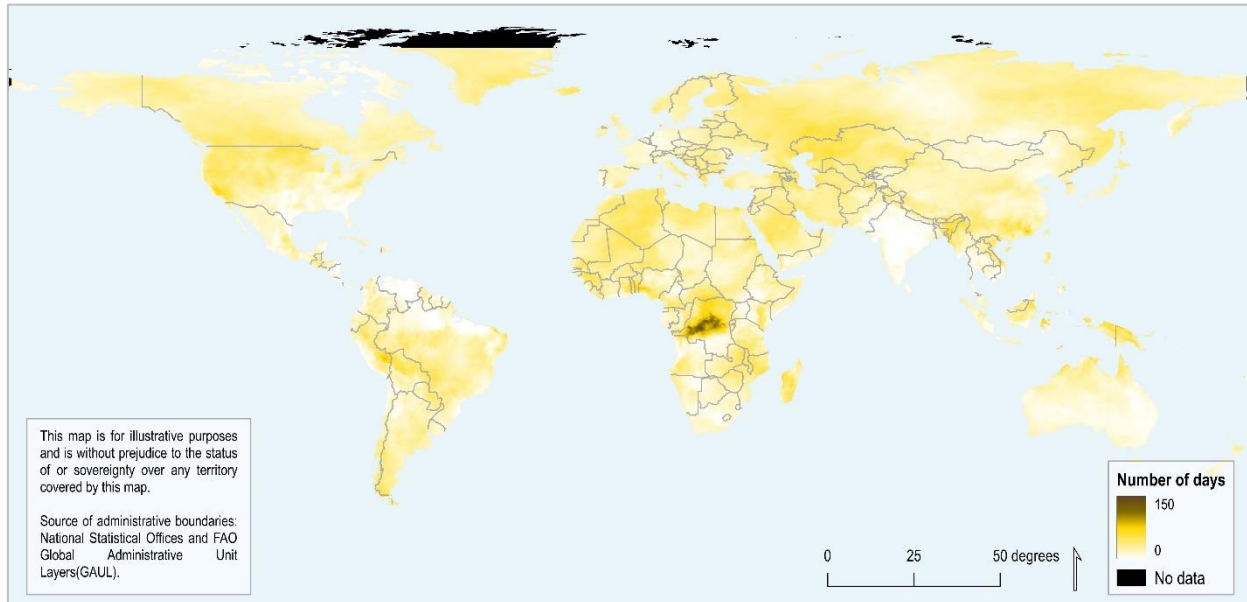 This map is for illustrative purposes
and is without prejudice to the status
of or sovereignty over any territory
covered by this map.
Source of administrative boundaries:
National Statistical Offices and FAO
Global Administrative Unit
Layers(GAUL).
0 25 50 degrees
Number of days
150
0
No data